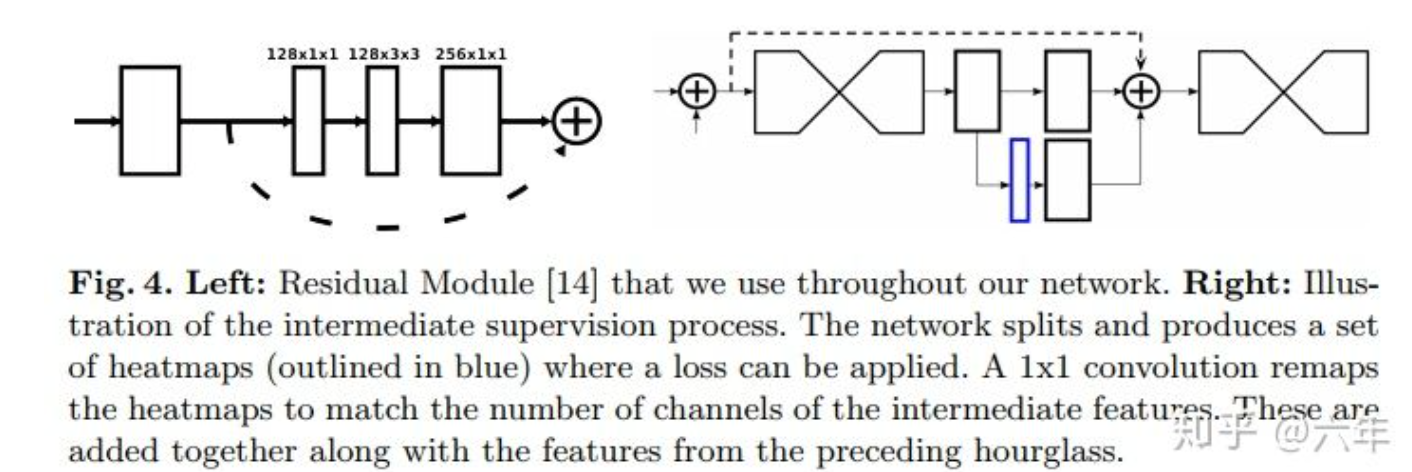 128x1x1 128x3x3 256x1x1
Fig. 4. Left: Residual Module [14] that we use throughout our network. Right: Illus-
tration of the intermediate supervision process. The network splits and produces a set
of heatmaps (outlined in blue) where a loss can be applied. A 1x1 convolution remaps
the heatmaps to match the number of channels of the intermediate features. These are
added together along with the features from the preceding hourglass.
知乎 @六年